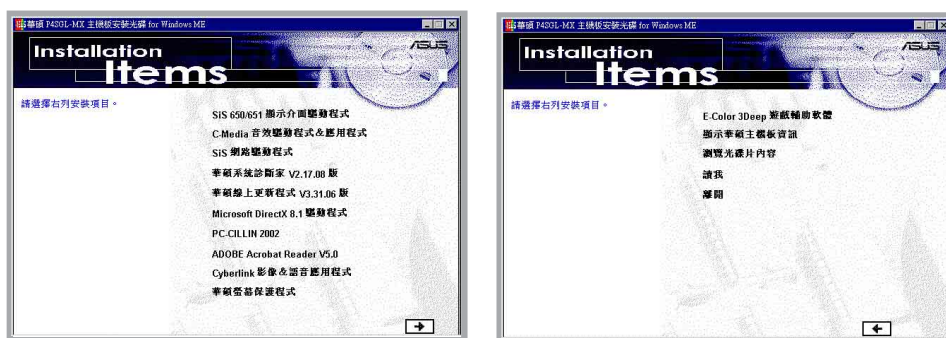 華碩 P4SGL-MX 主機板安裝光碟 for Windows ME
Installation
Items
/SUS
請選擇右列安裝項目。
SiS 650/651 顯示介面驅動程式
C-Media 音效驅動程式&應用程式
SiS 網路驅動程式
華碩系統診斷家 V2.17.08 版
華碩線上更新程式 V3.31.06 版
Microsoft DirectX 8.1 驅動程式
PC-CILLIN 2002
ADOBE Acrobat Reader V5.0
Cyberlink 影像&語音應用程式
華碩螢幕保護程式
華碩 P4SGL-MX 主機板安裝光碟 for Windows ME
Installation
Items
/SUS
請選擇右列安裝項目。
E-Color 3Deep 遊戲輔助軟體
顯示華碩主機板資訊
瀏覽光碟片內容
讀我
離開